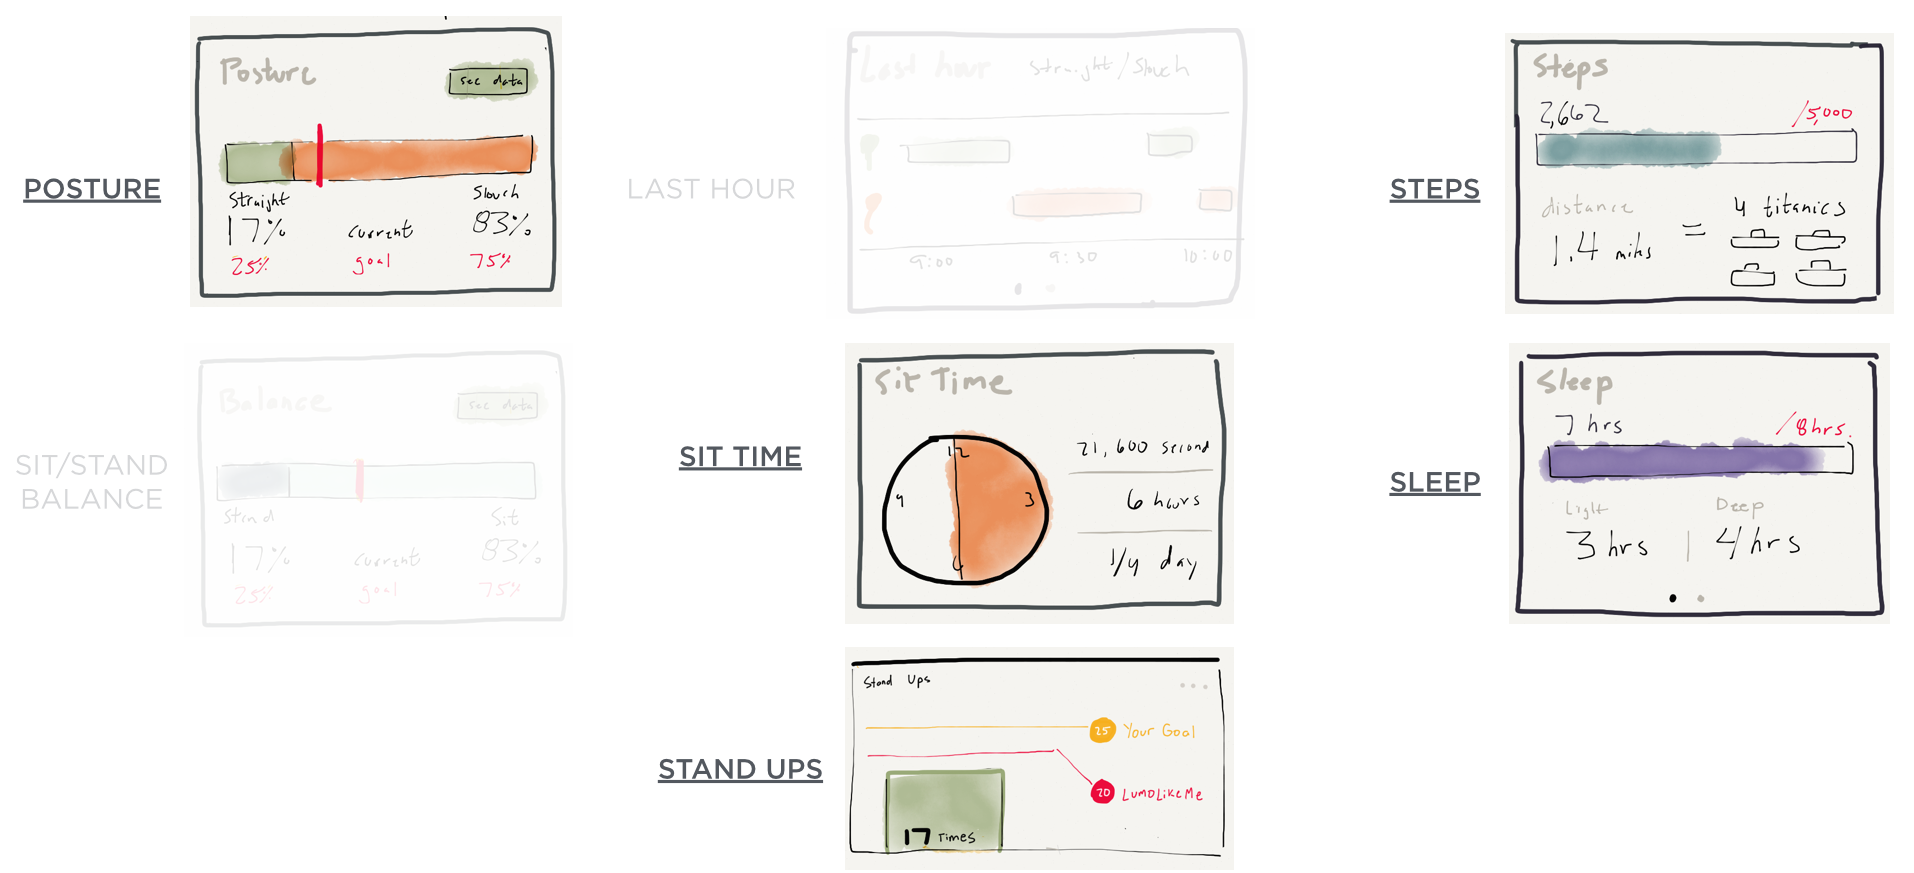 POSTURE
Posture
see data
Straight
Slouch
17%
current
83%
25%
goal
75%
LAST HOUR
Last hour
Straight/Slouch
9:00
9:30
10:00
STEPS
Steps
2,662
/5,000
distance
1.4 miles
=
4 titanics
SIT/STAND
BALANCE
Balance
see data
Stand
Sit
17%
current
83%
25%
goal
75%
SIT TIME
Sit Time
12
9
3
6
21,600 second
6 hours
1/4 day
SLEEP
Sleep
7 hrs
/8hrs.
Light
Deep
3 hrs
4 hrs
STAND UPS
Stand Ups
25 Your Goal
20 LUMOLikeMe
17 Times